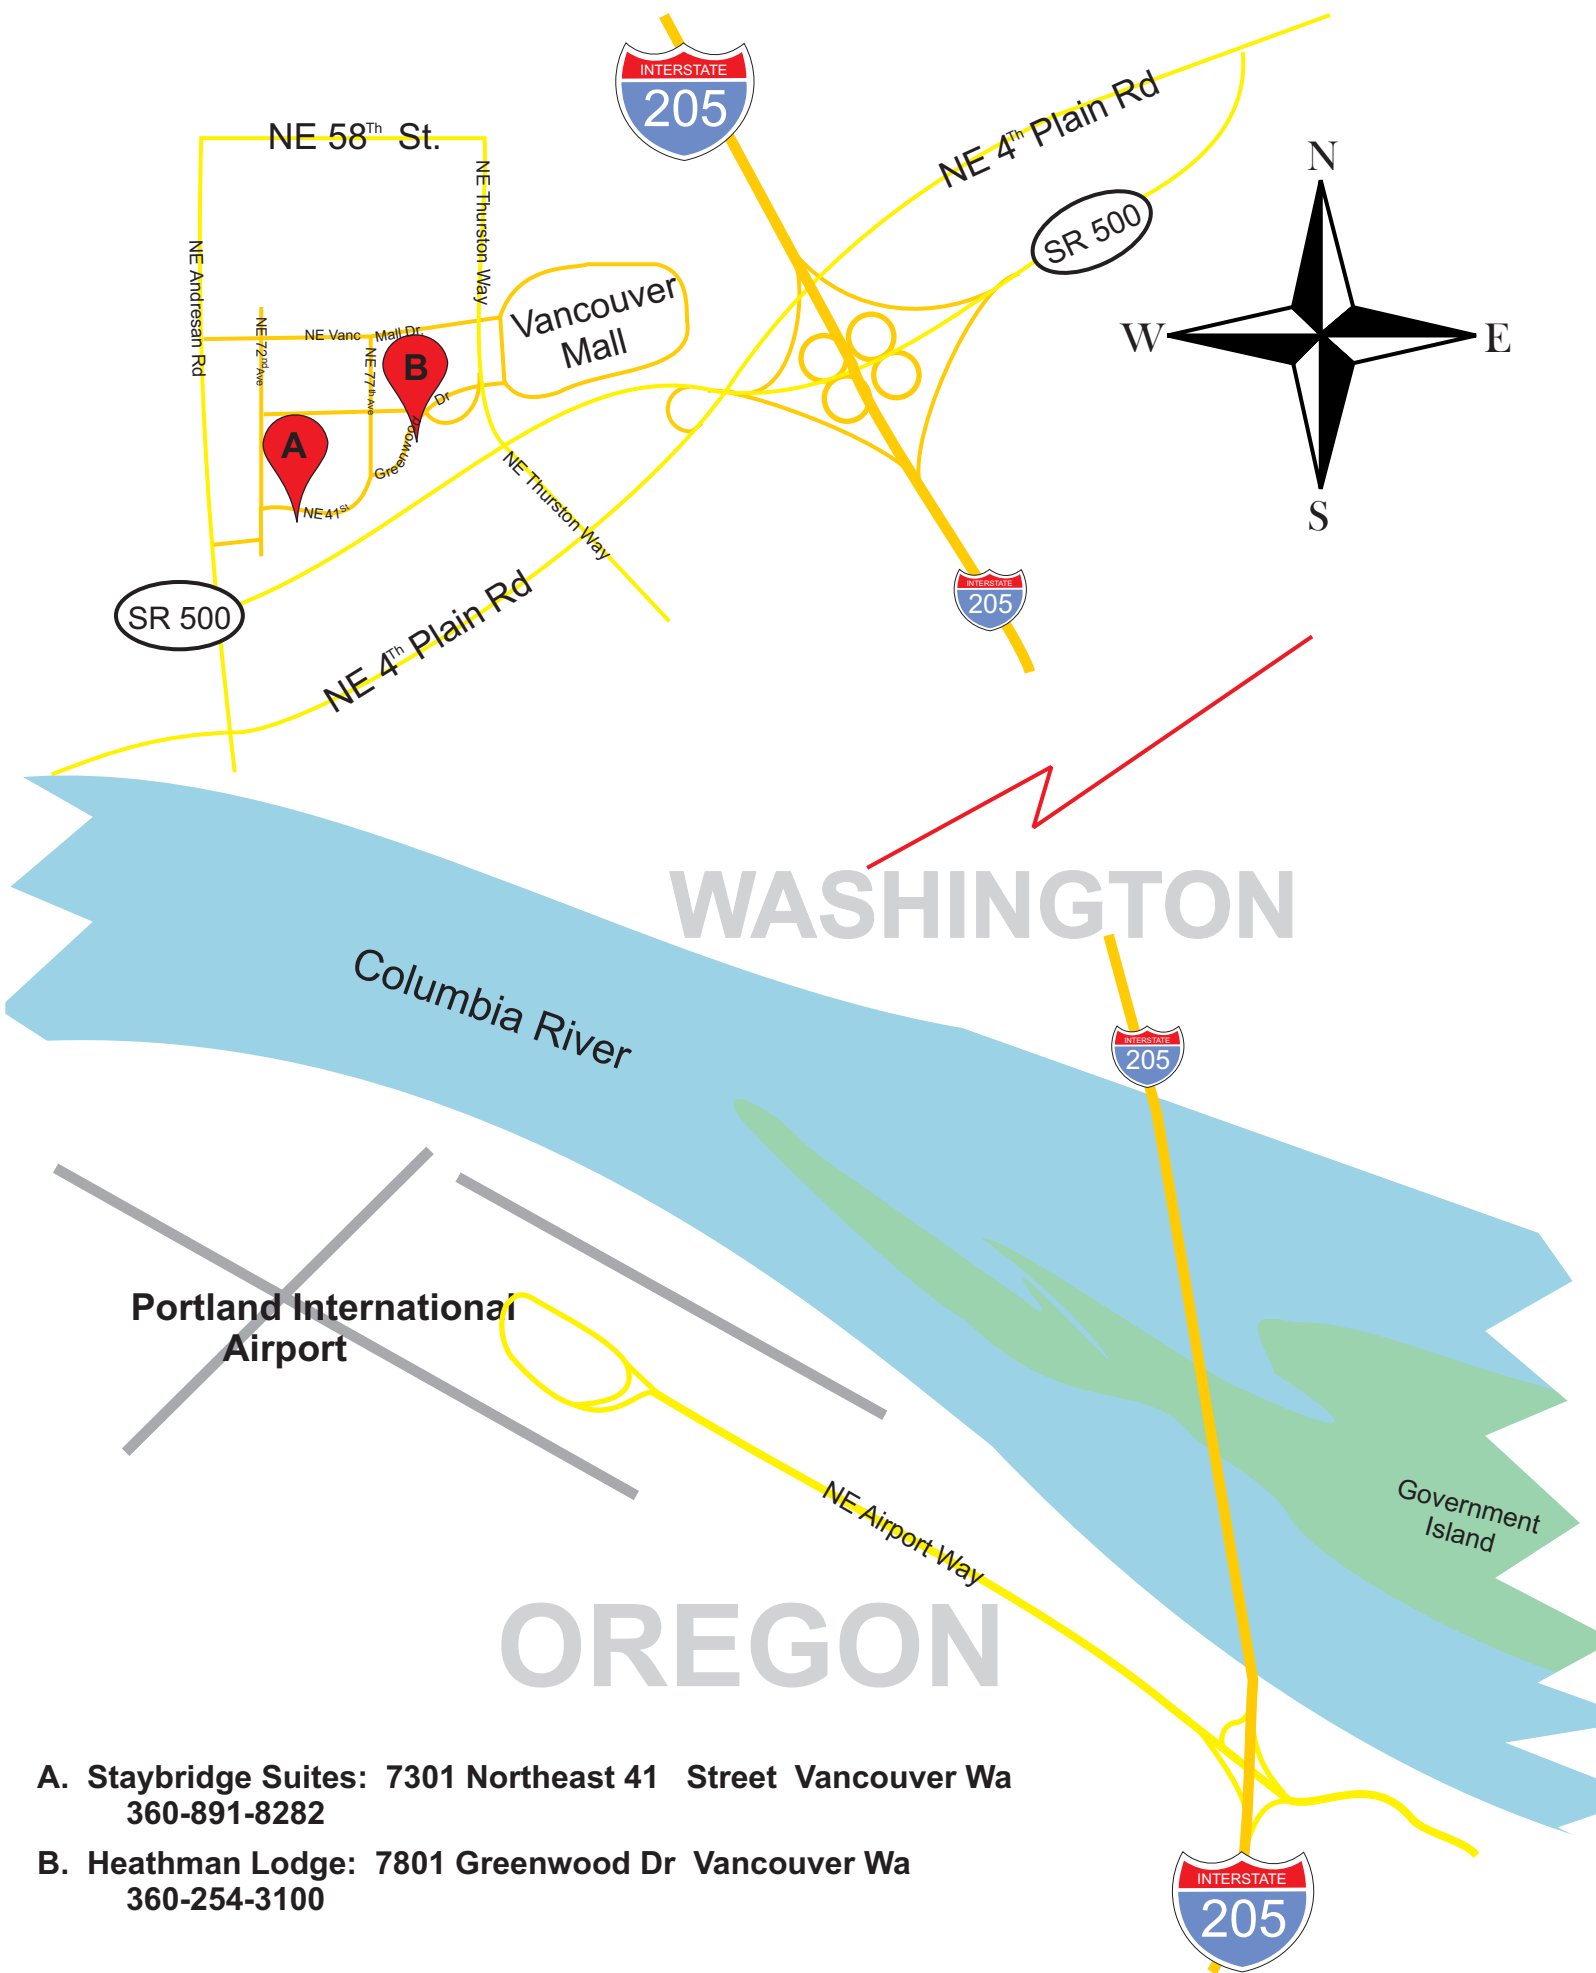 INTERSTATE
205
NE 4Th Plain Rd
NE 58Th St.
N
NE Thurston Way
SR 500
NE Andresan Rd
Vancouver
Mall
NE 72nd Ave
NE Vanc Mall Dr.
W
E
NE 77th Ave
B
Dr
A
Greenwood
NE 41St
NE Thurston Way
S
INTERSTATE
205
SR 500
NE 4Th Plain Rd
WASHINGTON
Columbia River
INTERSTATE
205
Portland International
Airport
NE Airport Way
Government
Island
OREGON
A. Staybridge Suites: 7301 Northeast 41 Street Vancouver Wa
360-891-8282
B. Heathman Lodge: 7801 Greenwood Dr Vancouver Wa
360-254-3100
INTERSTATE
205